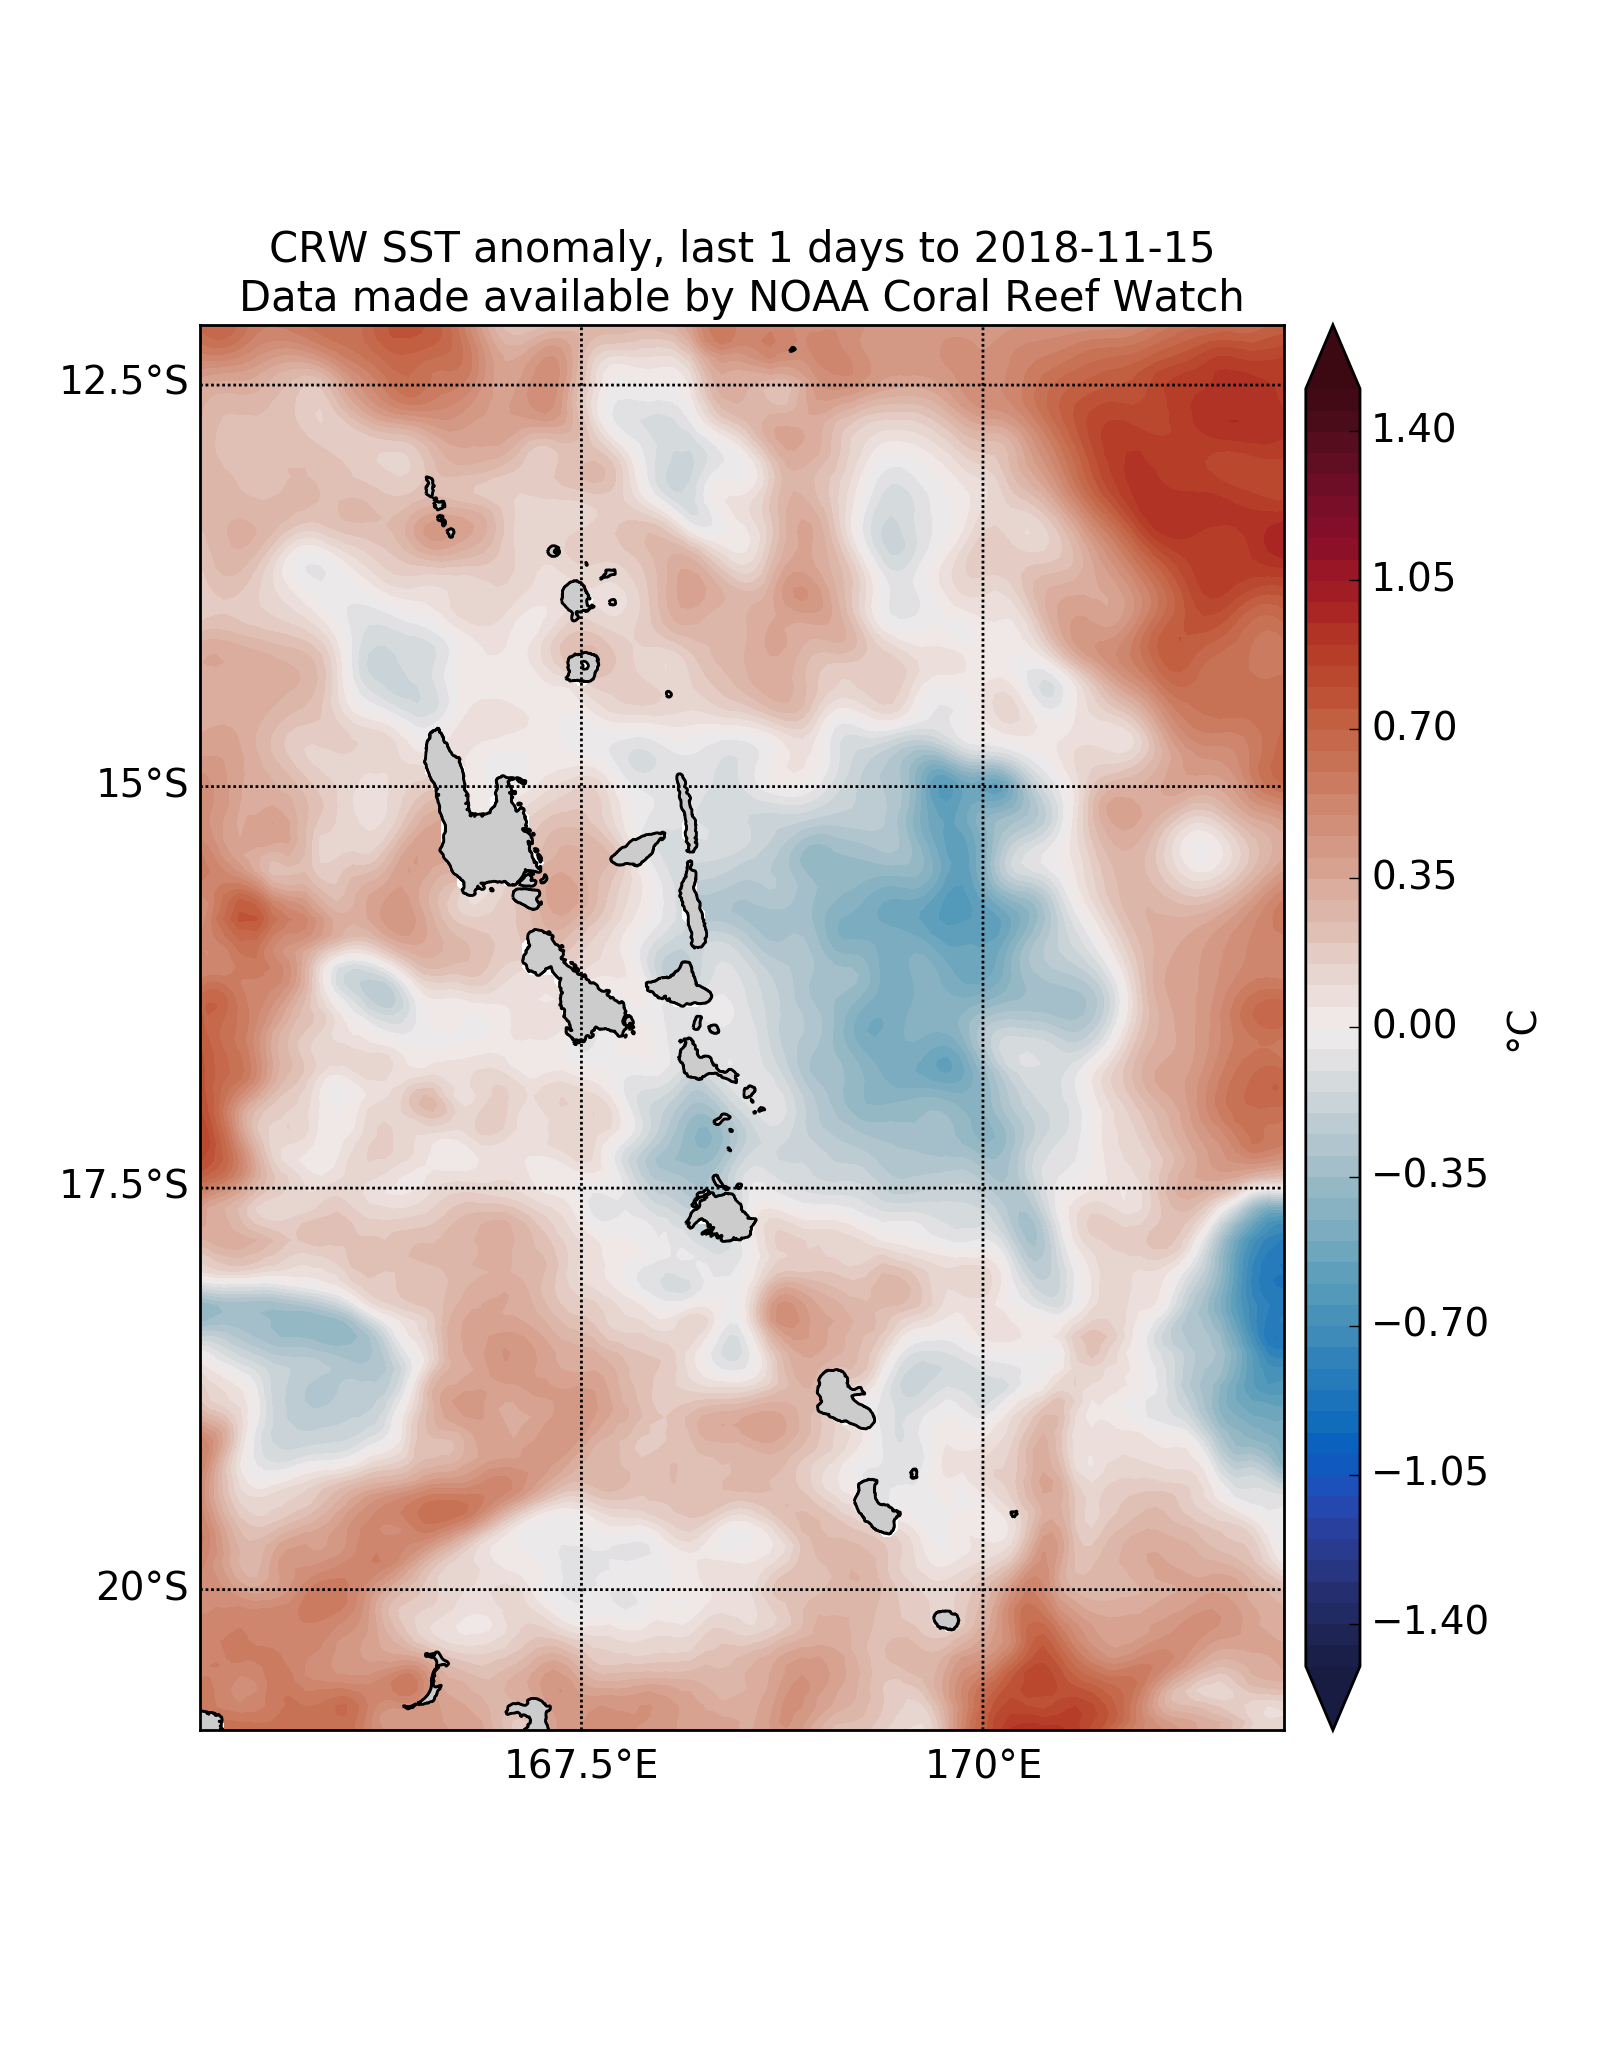 CRW SST anomaly, last 1 days to 2018-11-15
Data made available by NOAA Coral Reef Watch
12.5°S
15°S
17.5°S
20°S
167.5°E
170°E
1.40
1.05
0.70
0.35
0.00
−0.35
−0.70
−1.05
−1.40
°C